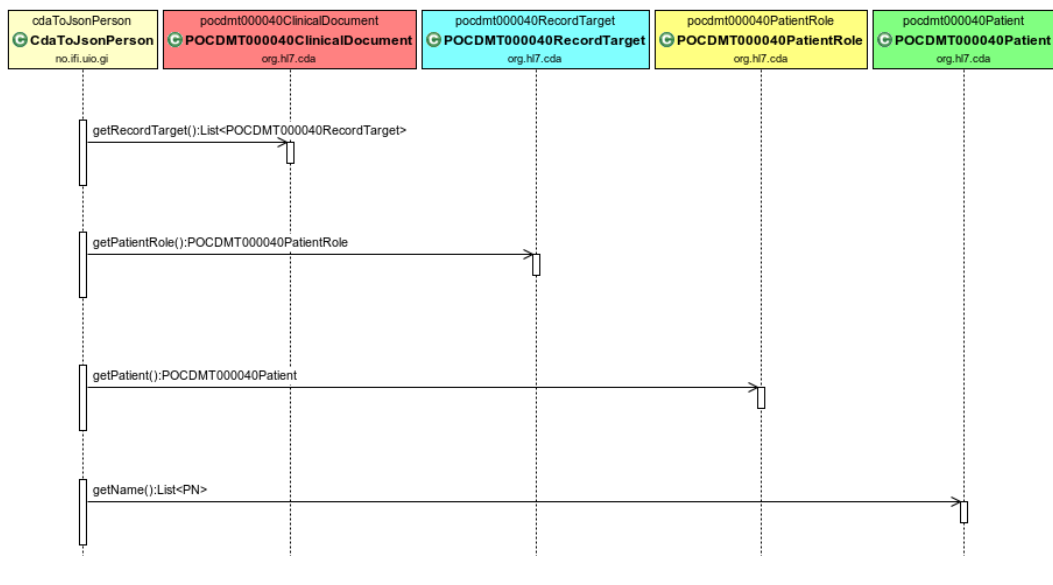 cdaToJsonPerson
C CdaToJsonPerson
no.ifi.uio.gi
pocdmt000040ClinicalDocument
C POCDMT000040ClinicalDocument
org.hl7.cda
pocdmt000040RecordTarget
C POCDMT000040RecordTarget
org.hl7.cda
pocdmt000040PatientRole
C POCDMT000040PatientRole
org.hl7.cda
pocdmt000040Patient
C POCDMT000040Patient
org.hl7.cda
getRecordTarget():List<POCDMT000040RecordTarget>
getPatientRole():POCDMT000040PatientRole
getPatient():POCDMT000040Patient
getName():List<PN>